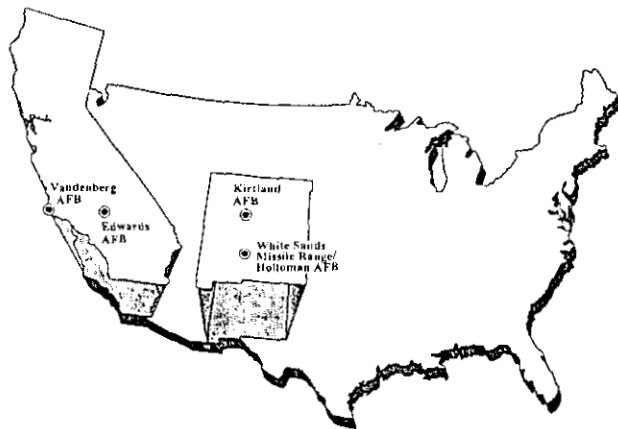 Vandenberg
AFB
Edwards
AFB
Kirtland
AFB
White Sands
Missile Range/
Holloman AFB